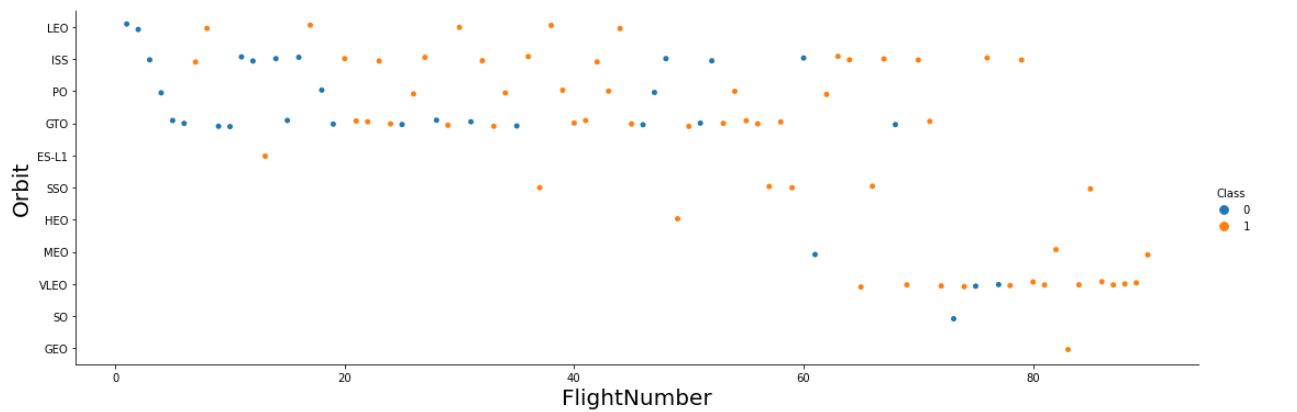 LEO
ISS
PO
GTO
ES-L1
SSO
HEO
MEO
VLEO
SO
GEO
Orbit
0 20 40 60 80
FlightNumber
Class
0
1